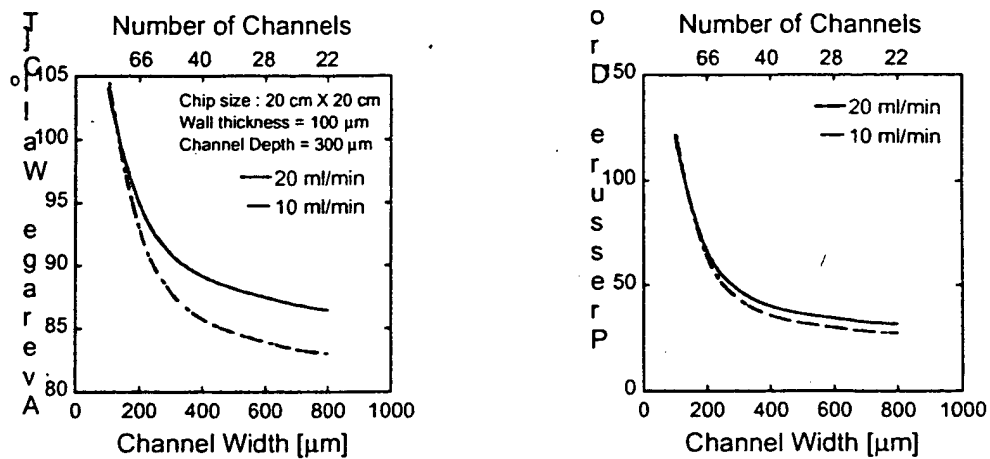 Number of Channels
66 40 28 22
Average Wall
105
100
95
90
85
80
Chip size : 20 cm X 20 cm
Wall thickness = 100 μm
Channel Depth = 300 μm
20 ml/min
10 ml/min
0 200 400 600 800 1000
Channel Width [μm]
Number of Channels
66 40 28 22
Pressure Dro
150
100
50
0
20 ml/min
10 ml/min
0 200 400 600 800 1000
Channel Width [μm]